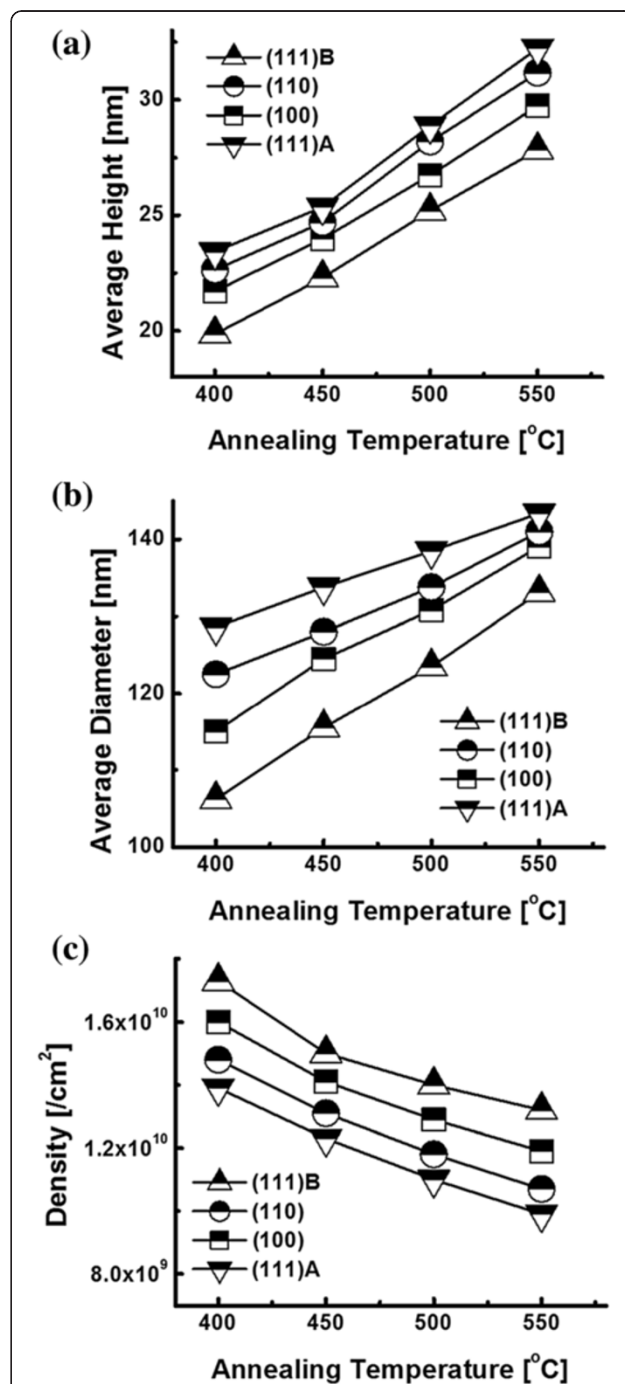 (a)
(111)B
(110)
(100)
(111)A
30
25
20
Average Height [nm]
400 450 500 550
Annealing Temperature [°C]
(b)
140
120
100
Average Diameter [nm]
(111)B
(110)
(100)
(111)A
400 450 500 550
Annealing Temperature [°C]
(c)
1.6x10¹⁰
1.2x10¹⁰
8.0x10⁹
Density [/cm²]
(111)B
(110)
(100)
(111)A
400 450 500 550
Annealing Temperature [°C]